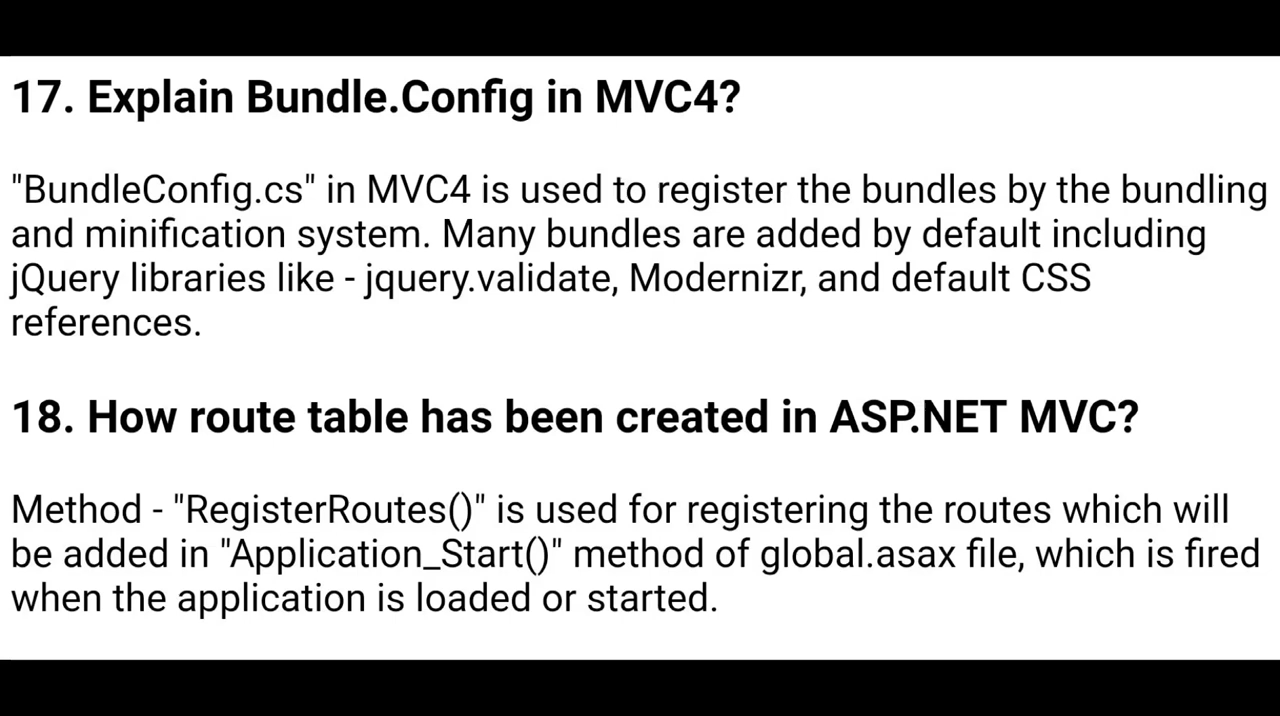 17. Explain Bundle.Config in MVC4?
"BundleConfig.cs" in MVC4 is used to register the bundles by the bundling
and minification system. Many bundles are added by default including
jQuery libraries like - jquery.validate, Modernizr, and default CSS
references.
18. How route table has been created in ASP.NET MVC?
Method - "RegisterRoutes()" is used for registering the routes which will
be added in "Application_Start()" method of global.asax file, which is fired
when the application is loaded or started.